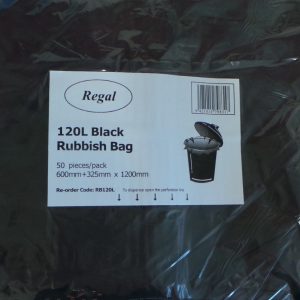 Regal
120L Black
Rubbish Bag
50 pieces/pack
600mm+325mm x 1200mm
Re-order Code: RB120L
To dispense open the perforation line